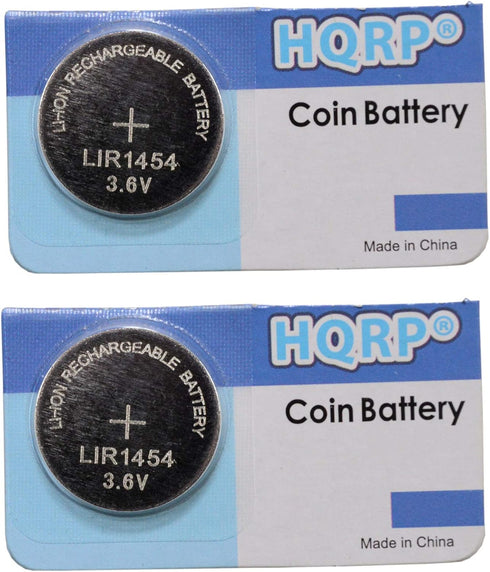 LI-ION RECHARGEABLE BATTERY
+
LIR1454
3.6V
HQRP®
Coin Battery
Made in China
LI-ION RECHARGEABLE BATTERY
+
LIR1454
3.6V
HQRP®
Coin Battery
Made in China